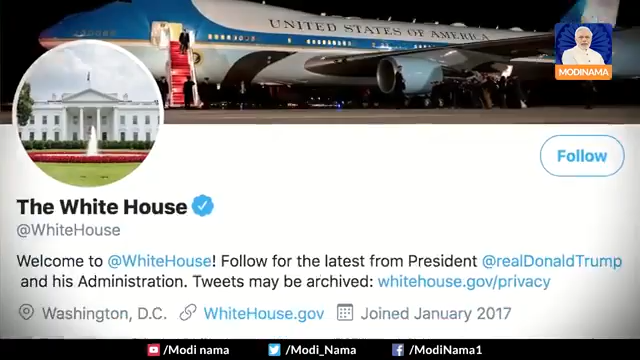 UNITED STATES OF AMERICA
MODINAMA
Follow
The White House
@WhiteHouse
Welcome to @WhiteHouse! Follow for the latest from President @realDonaldTrump
and his Administration. Tweets may be archived: whitehouse.gov/privacy
Washington, D.C. WhiteHouse.gov Joined January 2017
/Modi nama /Modi_Nama /ModiNama1